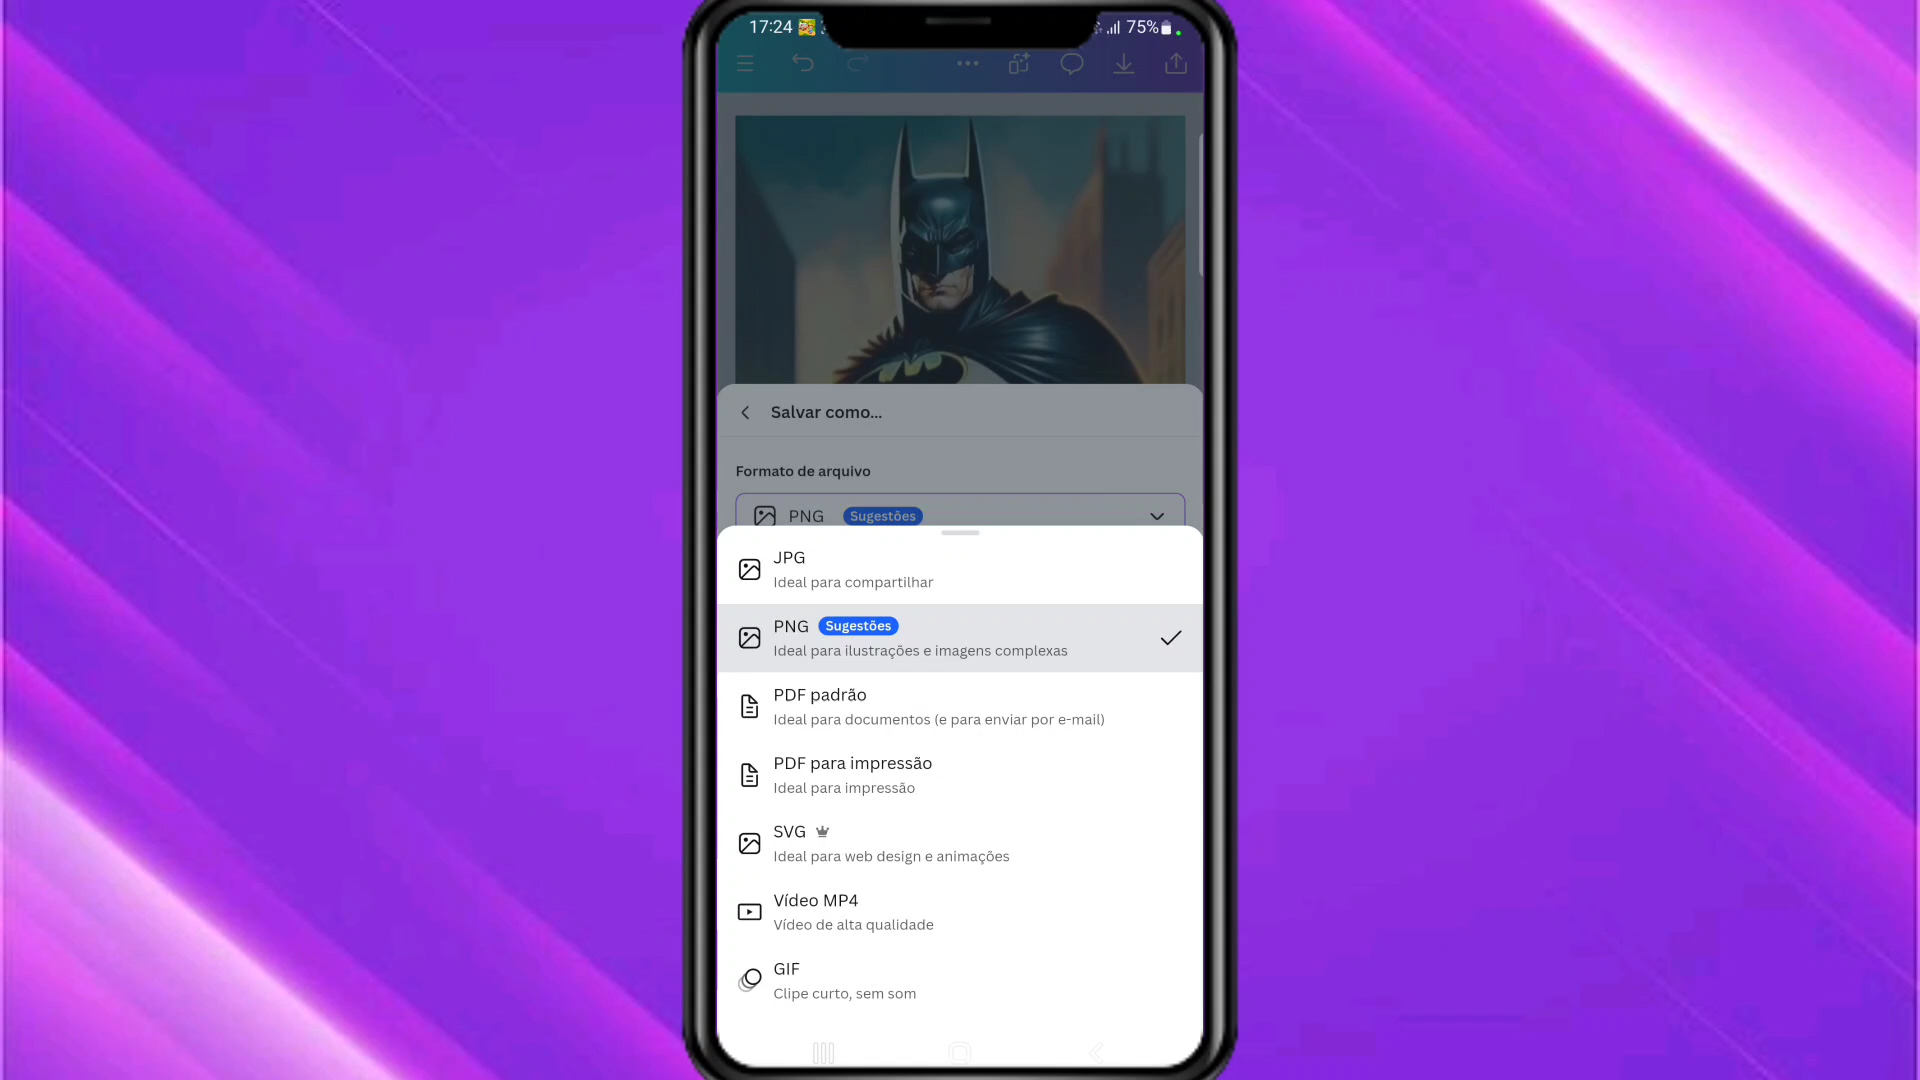 17:24
75%
Salvar como...
Formato de arquivo
PNG Sugestões
JPG
Ideal para compartilhar
PNG Sugestões
Ideal para ilustrações e imagens complexas
PDF padrão
Ideal para documentos (e para enviar por e-mail)
PDF para impressão
Ideal para impressão
SVG
Ideal para web design e animações
Vídeo MP4
Vídeo de alta qualidade
GIF
Clipe curto, sem som